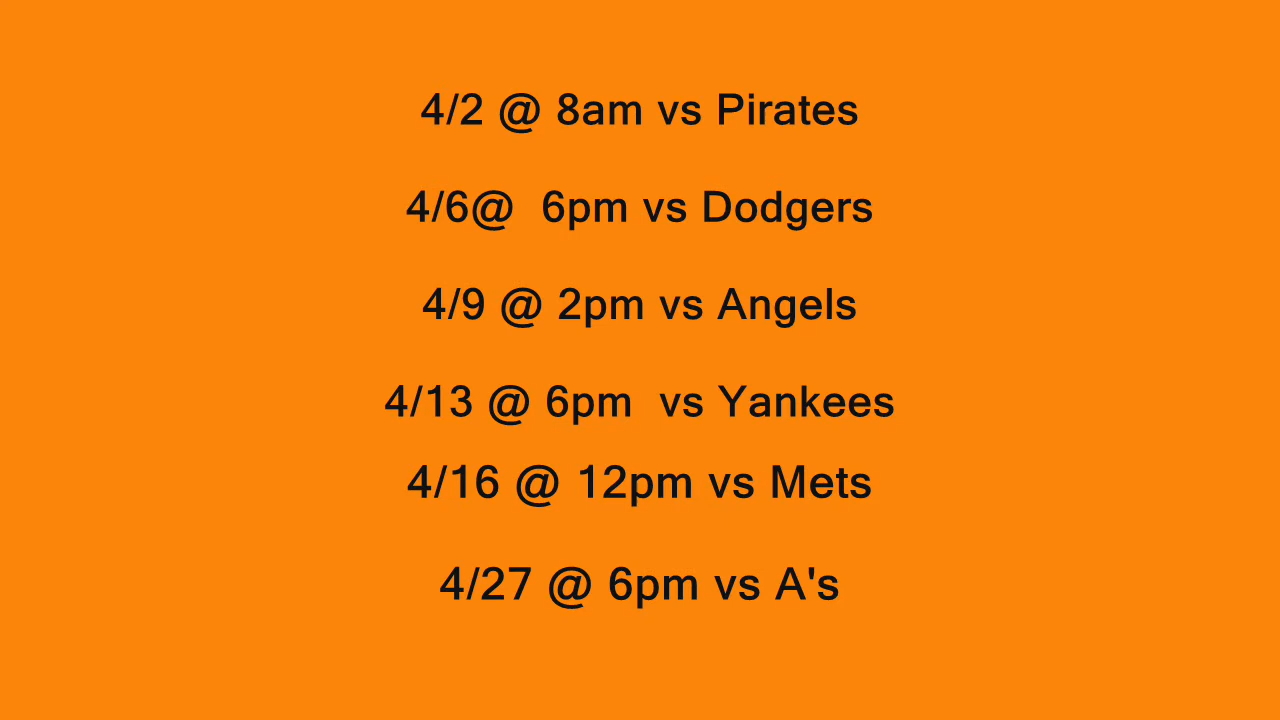 4/2 @ 8am vs Pirates
4/6@  6pm vs Dodgers
4/9 @ 2pm vs Angels
4/13 @ 6pm  vs Yankees
4/16 @ 12pm vs Mets
4/27 @ 6pm vs A's